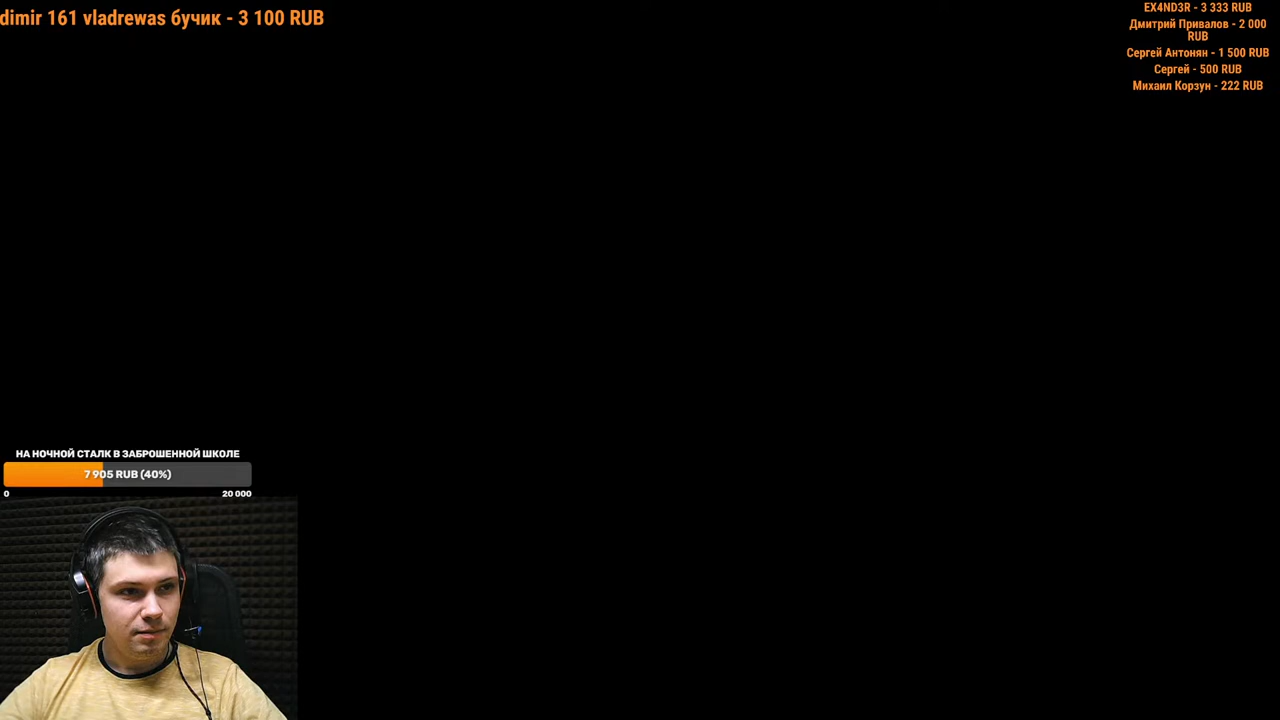 dimir 161 vladrewas бучик - 3 100 RUB
EX4ND3R - 3 333 RUB
Дмитрий Привалов - 2 000
RUB
Сергей Антонян - 1 500 RUB
Сергей - 500 RUB
Михаил Корзун - 222 RUB
НА НОЧНОЙ СТАЛК В ЗАБРОШЕННОЙ ШКОЛЕ
7 905 RUB (40%)
0 20 000